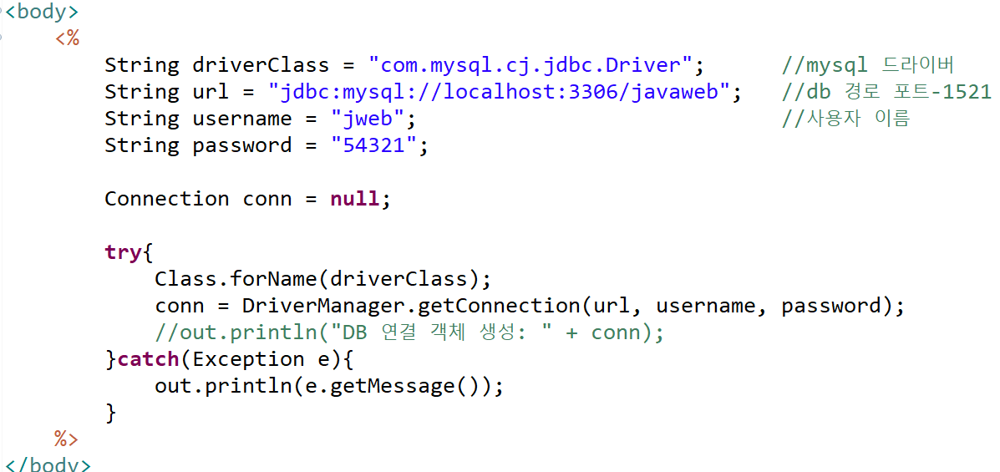 <body>
<%
String driverClass = "com.mysql.cj.jdbc.Driver"; //mysql 드라이버
String url = "jdbc:mysql://localhost:3306/javaweb"; //db 경로 포트-1521
String username = "jweb"; //사용자 이름
String password = "54321";
Connection conn = null;
try{
Class.forName(driverClass);
conn = DriverManager.getConnection(url, username, password);
//out.println("DB 연결 객체 생성: " + conn);
}catch(Exception e){
out.println(e.getMessage());
}
%>
</body>